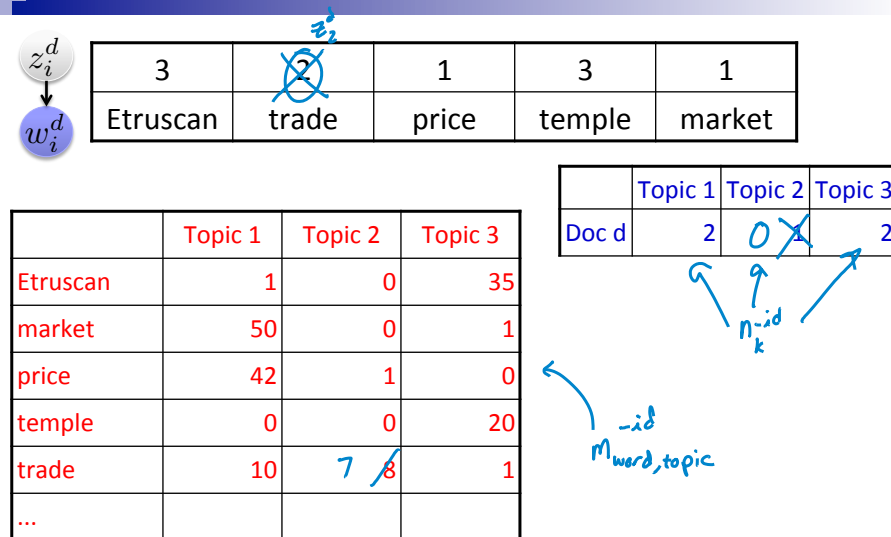 z_2^d
z_i^d 3 2 1 3 1
w_i^d Etruscan trade price temple market
Topic 1 Topic 2 Topic 3
Doc d 2 0 1 2
n_k^{-id}
Topic 1 Topic 2 Topic 3
Etruscan 1 0 35
market 50 0 1
price 42 1 0
temple 0 0 20
trade 10 7 8 1
...
m_{word,topic}^{-id}